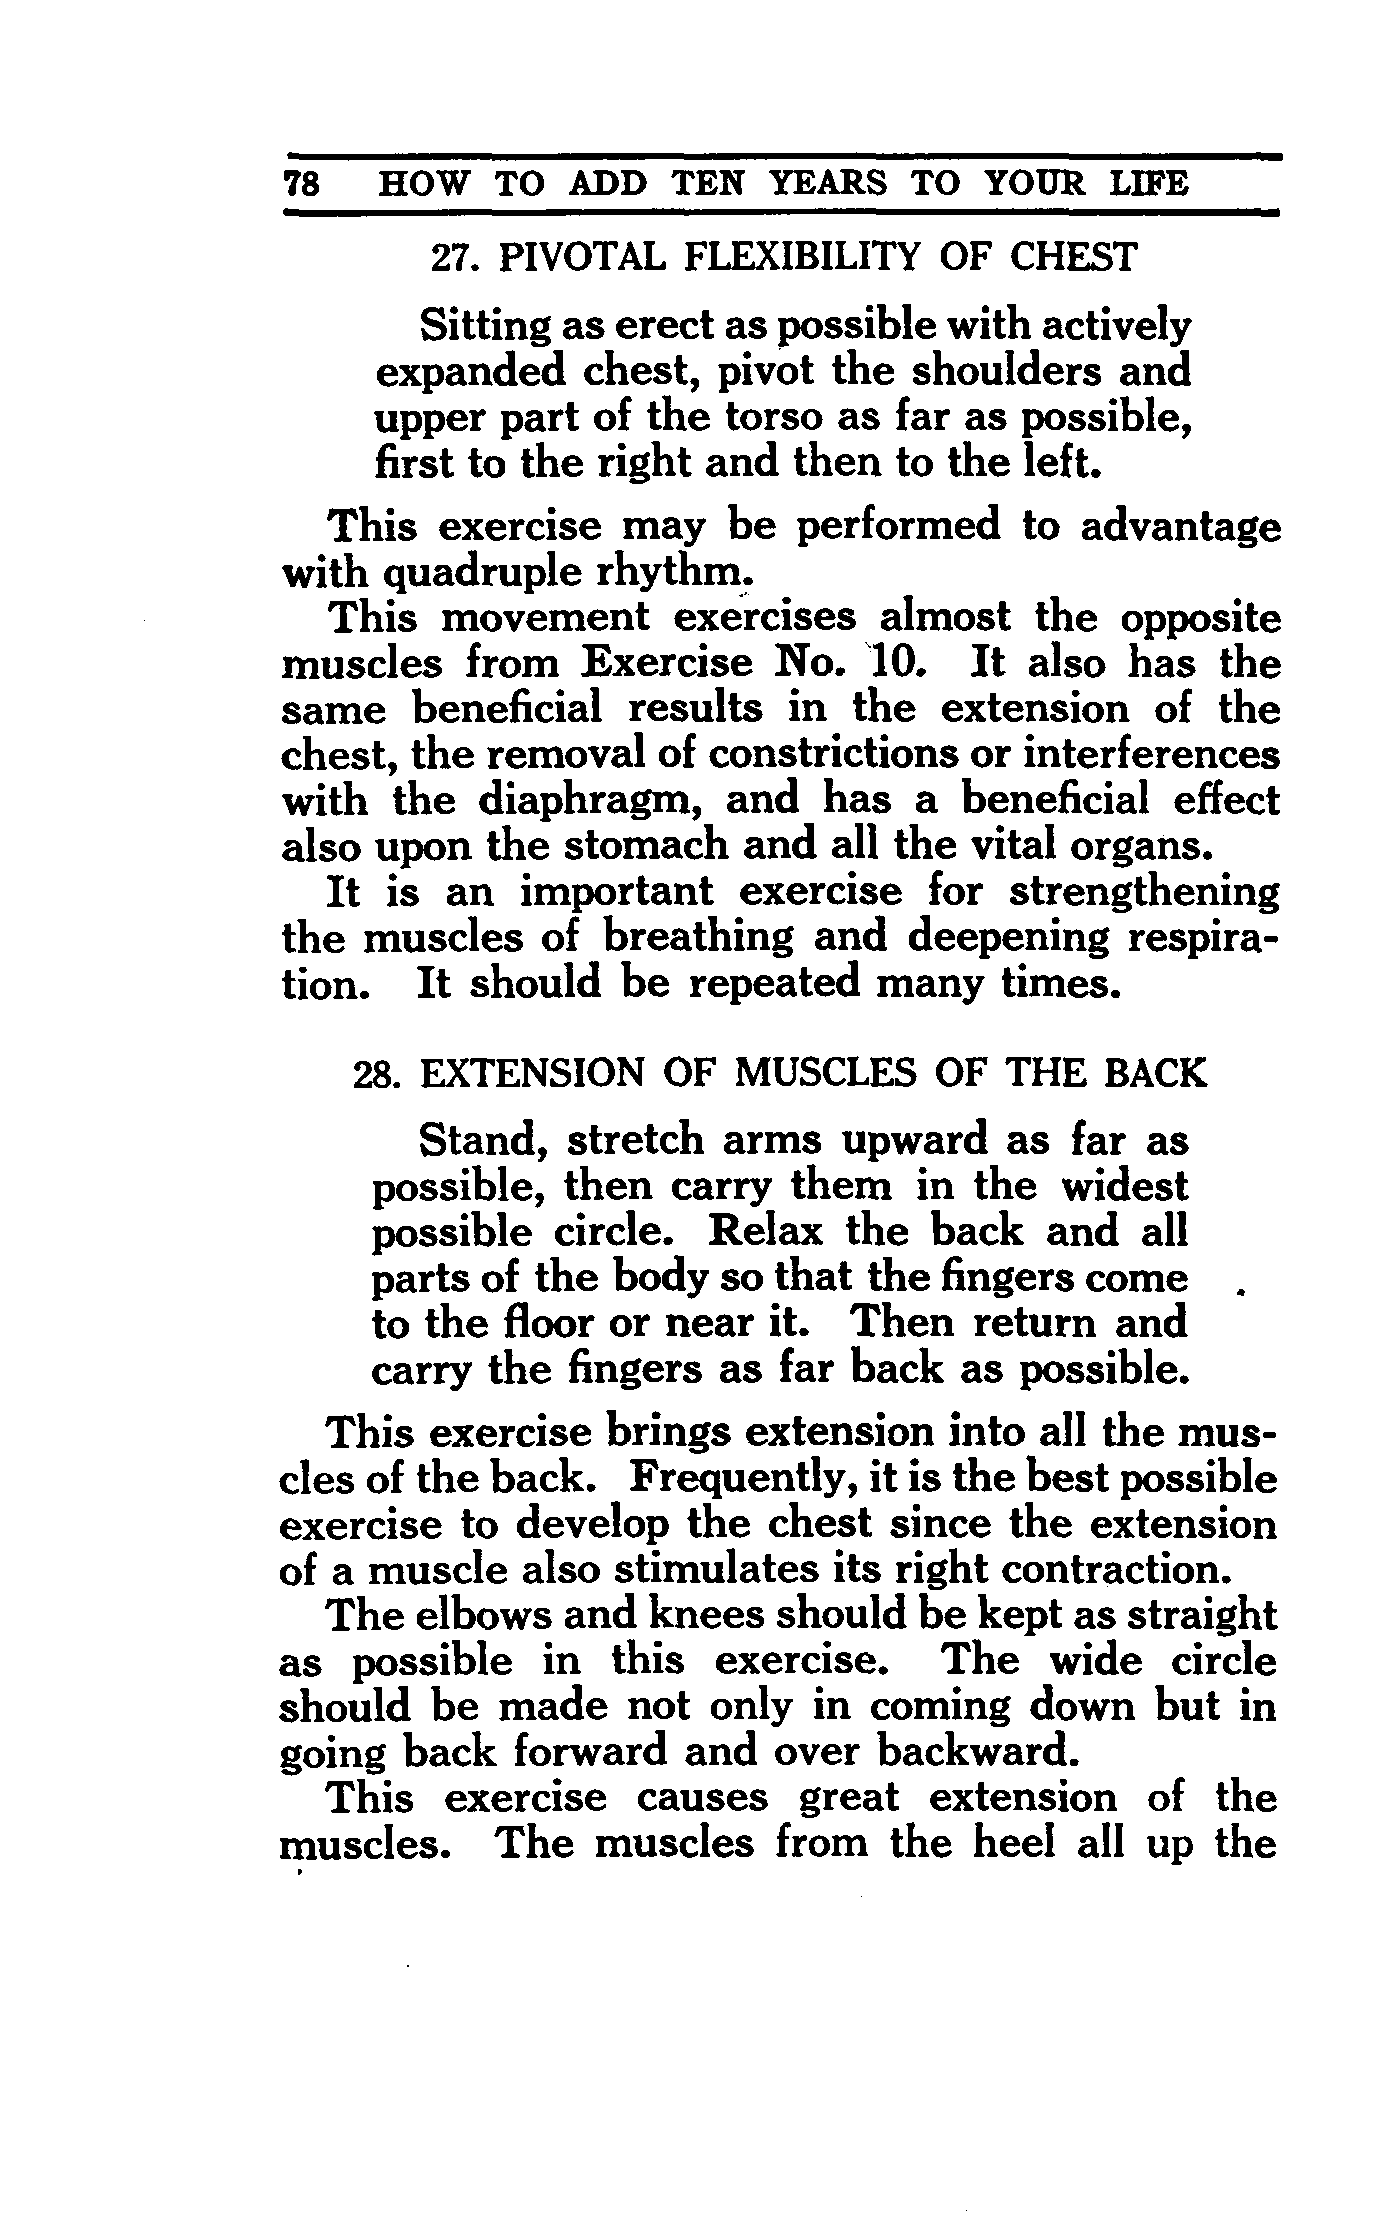 78 HOW TO ADD TEN YEARS TO YOUR LIFE
27. PIVOTAL FLEXIBILITY OF CHEST
Sitting as erect as possible with actively
expanded chest, pivot the shoulders and
upper part of the torso as far as possible,
first to the right and then to the left.
This exercise may be performed to advantage
with quadruple rhythm.
This movement exercises almost the opposite
muscles from Exercise No. 10. It also has the
same beneficial results in the extension of the
chest, the removal of constrictions or interferences
with the diaphragm, and has a beneficial effect
also upon the stomach and all the vital organs.
It is an important exercise for strengthening
the muscles of breathing and deepening respira-
tion. It should be repeated many times.
28. EXTENSION OF MUSCLES OF THE BACK
Stand, stretch arms upward as far as
possible, then carry them in the widest
possible circle. Relax the back and all
parts of the body so that the fingers come
to the floor or near it. Then return and
carry the fingers as far back as possible.
This exercise brings extension into all the mus-
cles of the back. Frequently, it is the best possible
exercise to develop the chest since the extension
of a muscle also stimulates its right contraction.
The elbows and knees should be kept as straight
as possible in this exercise. The wide circle
should be made not only in coming down but in
going back forward and over backward.
This exercise causes great extension of the
muscles. The muscles from the heel all up the